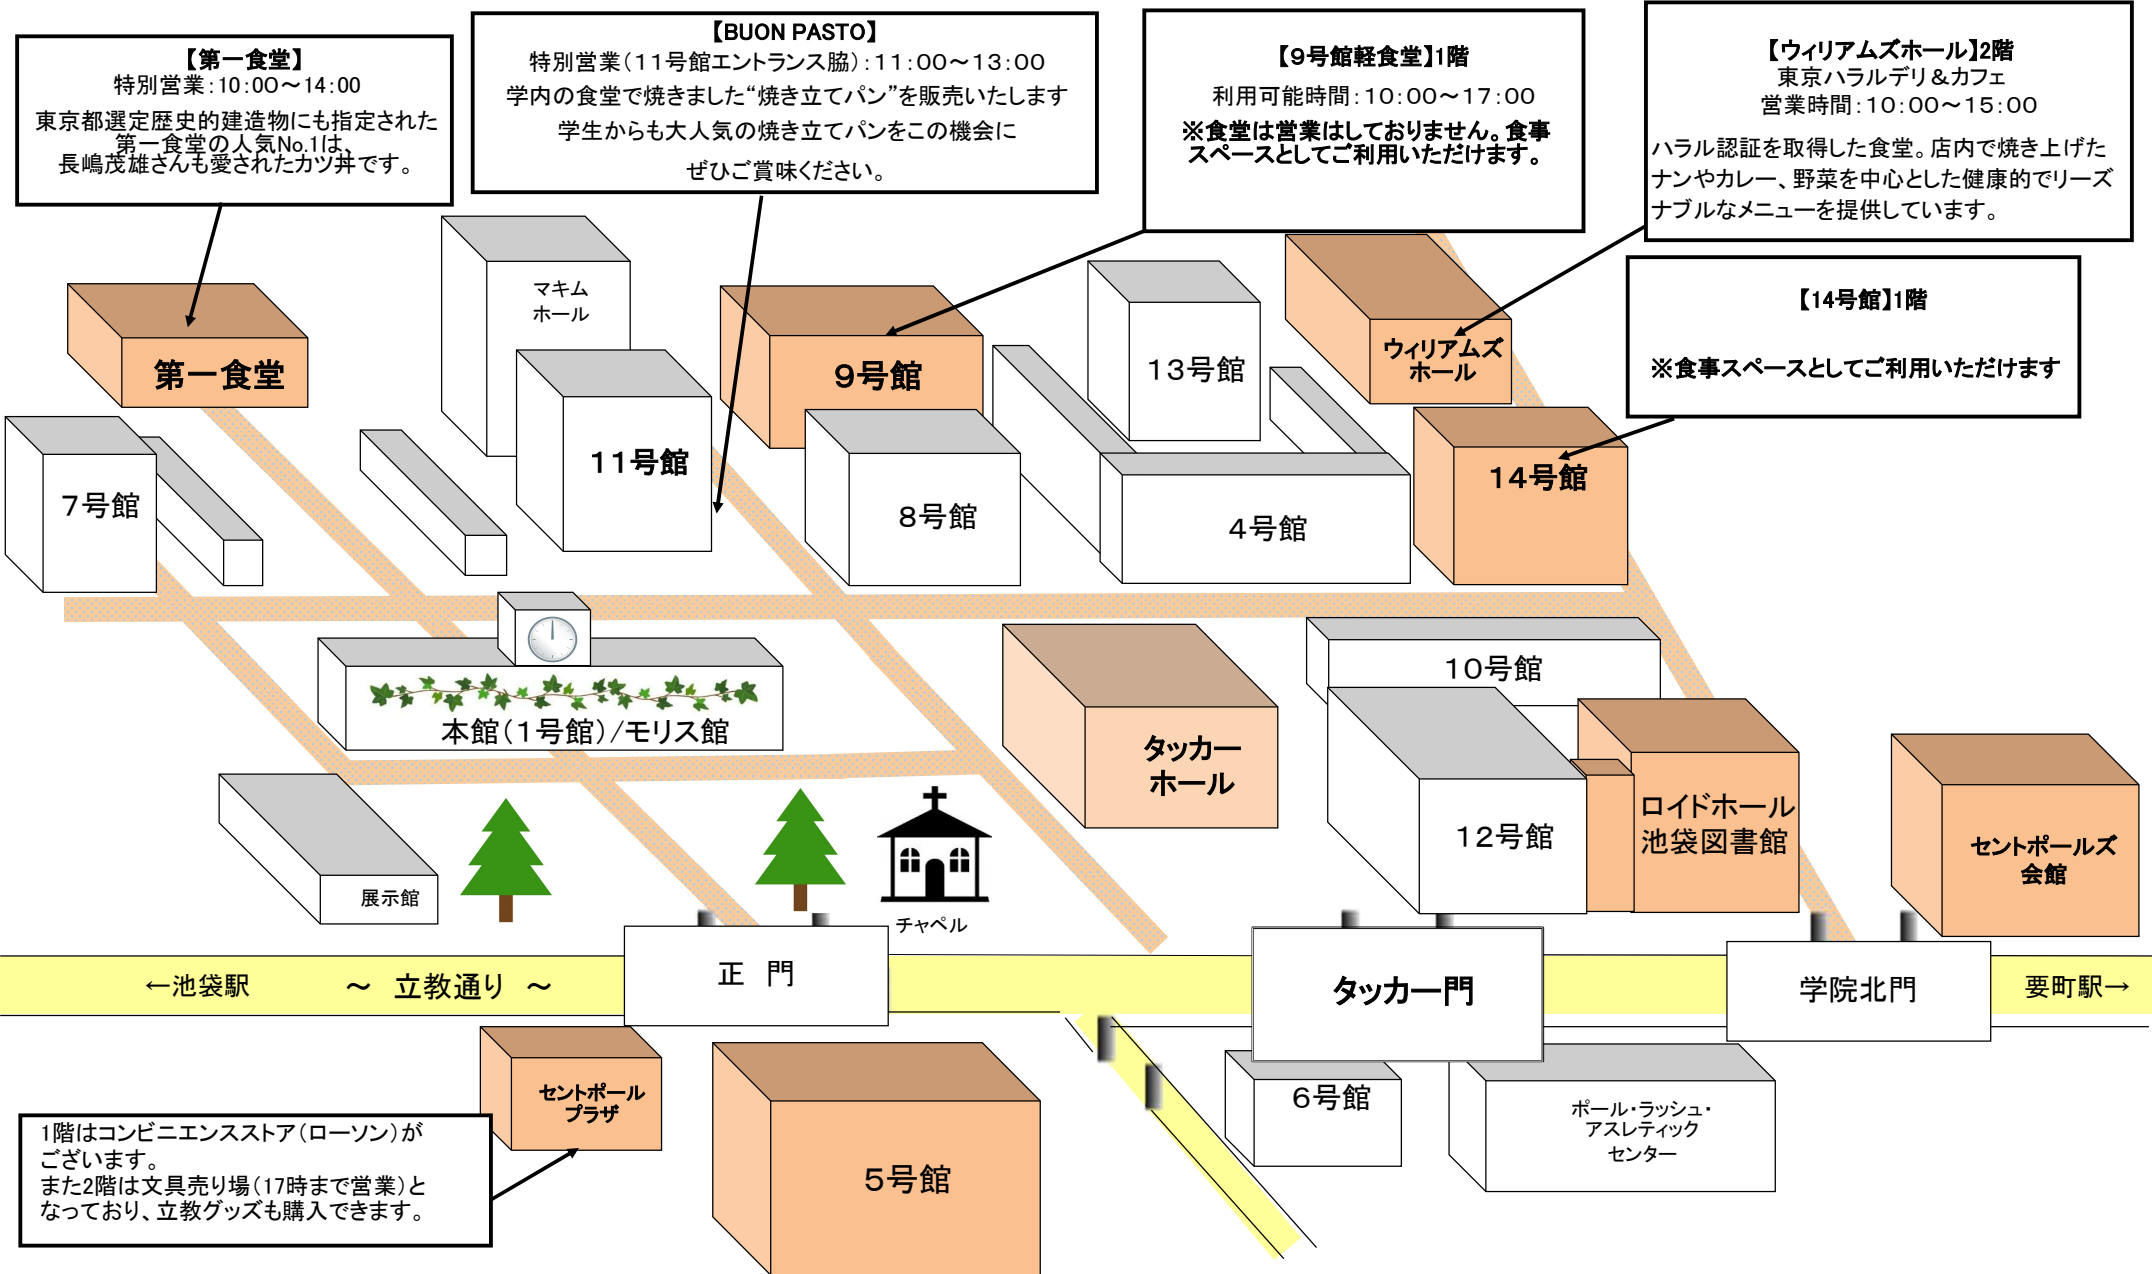 【第一食堂】
特別営業：10：00～14：00
東京都選定歴史的建造物にも指定された
第一食堂の人気No.1は、
長嶋茂雄さんも愛されたカツ丼です。
【BUON PASTO】
特別営業（１１号館エントランス脇）：１１：００～１３：００
学内の食堂で焼きました“焼き立てパン”を販売いたします
学生からも大人気の焼き立てパンをこの機会に
ぜひご賞味ください。
【９号館軽食堂】1階
利用可能時間：１０：００～１７：００
※食堂は営業はしておりません。食事
スペースとしてご利用いただけます。
【ウィリアムズホール】2階
東京ハラルデリ＆カフェ
営業時間：１０：００～１５：００
ハラル認証を取得した食堂。店内で焼き上げた
ナンやカレー、野菜を中心とした健康的でリーズ
ナブルなメニューを提供しています。
【14号館】1階
※食事スペースとしてご利用いただけます
マキム
ホール
第一食堂
９号館
１３号館
ウィリアムズ
ホール
７号館
１１号館
８号館
４号館
１４号館
本館（１号館）/モリス館
１０号館
タッカー
ホール
１２号館
ロイドホール
池袋図書館
セントポールズ
会館
展示館
チャペル
←池袋駅
～ 立教通り ～
正 門
タッカー門
学院北門
要町駅→
セントポール
プラザ
５号館
６号館
ポール・ラッシュ・
アスレティック
センター
1階はコンビニエンスストア（ローソン）が
ございます。
また2階は文具売り場（17時まで営業）と
なっており、立教グッズも購入できます。